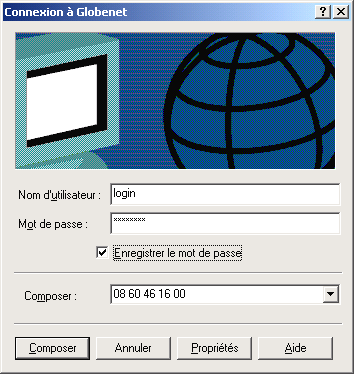 Connexion à Globenet
Nom d'utilisateur : login
Mot de passe : ********
Enregistrer le mot de passe
Composer : 08 60 46 16 00
Composer Annuler Propriétés Aide